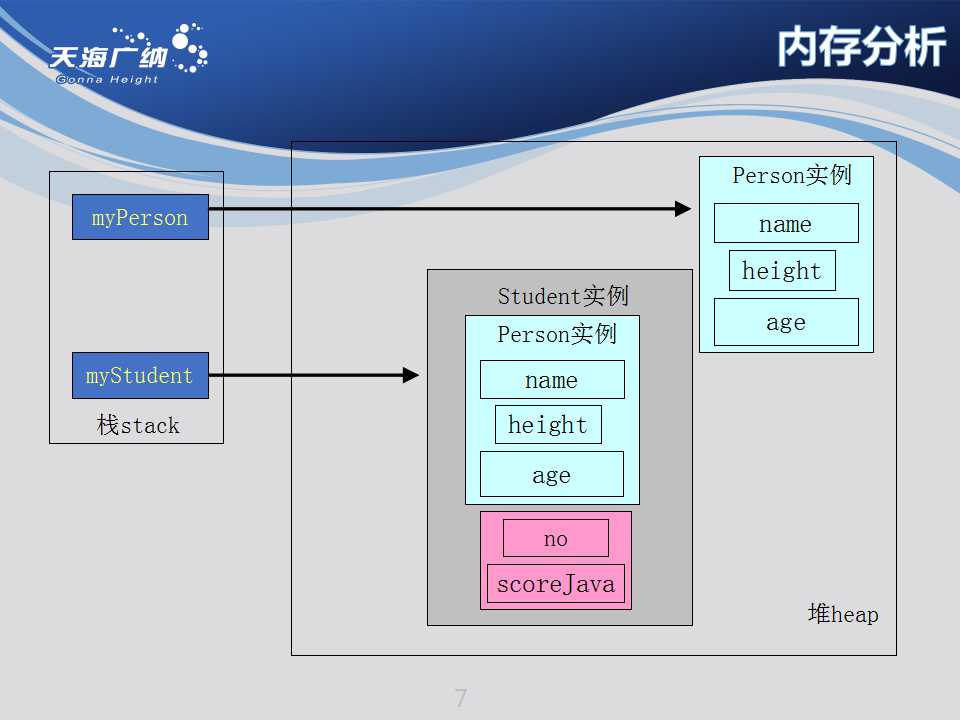 天海广纳
Gonna Height
内存分析
myPerson
myStudent
栈stack
Person实例
name
height
age
Student实例
Person实例
name
height
age
no
scoreJava
堆heap
7